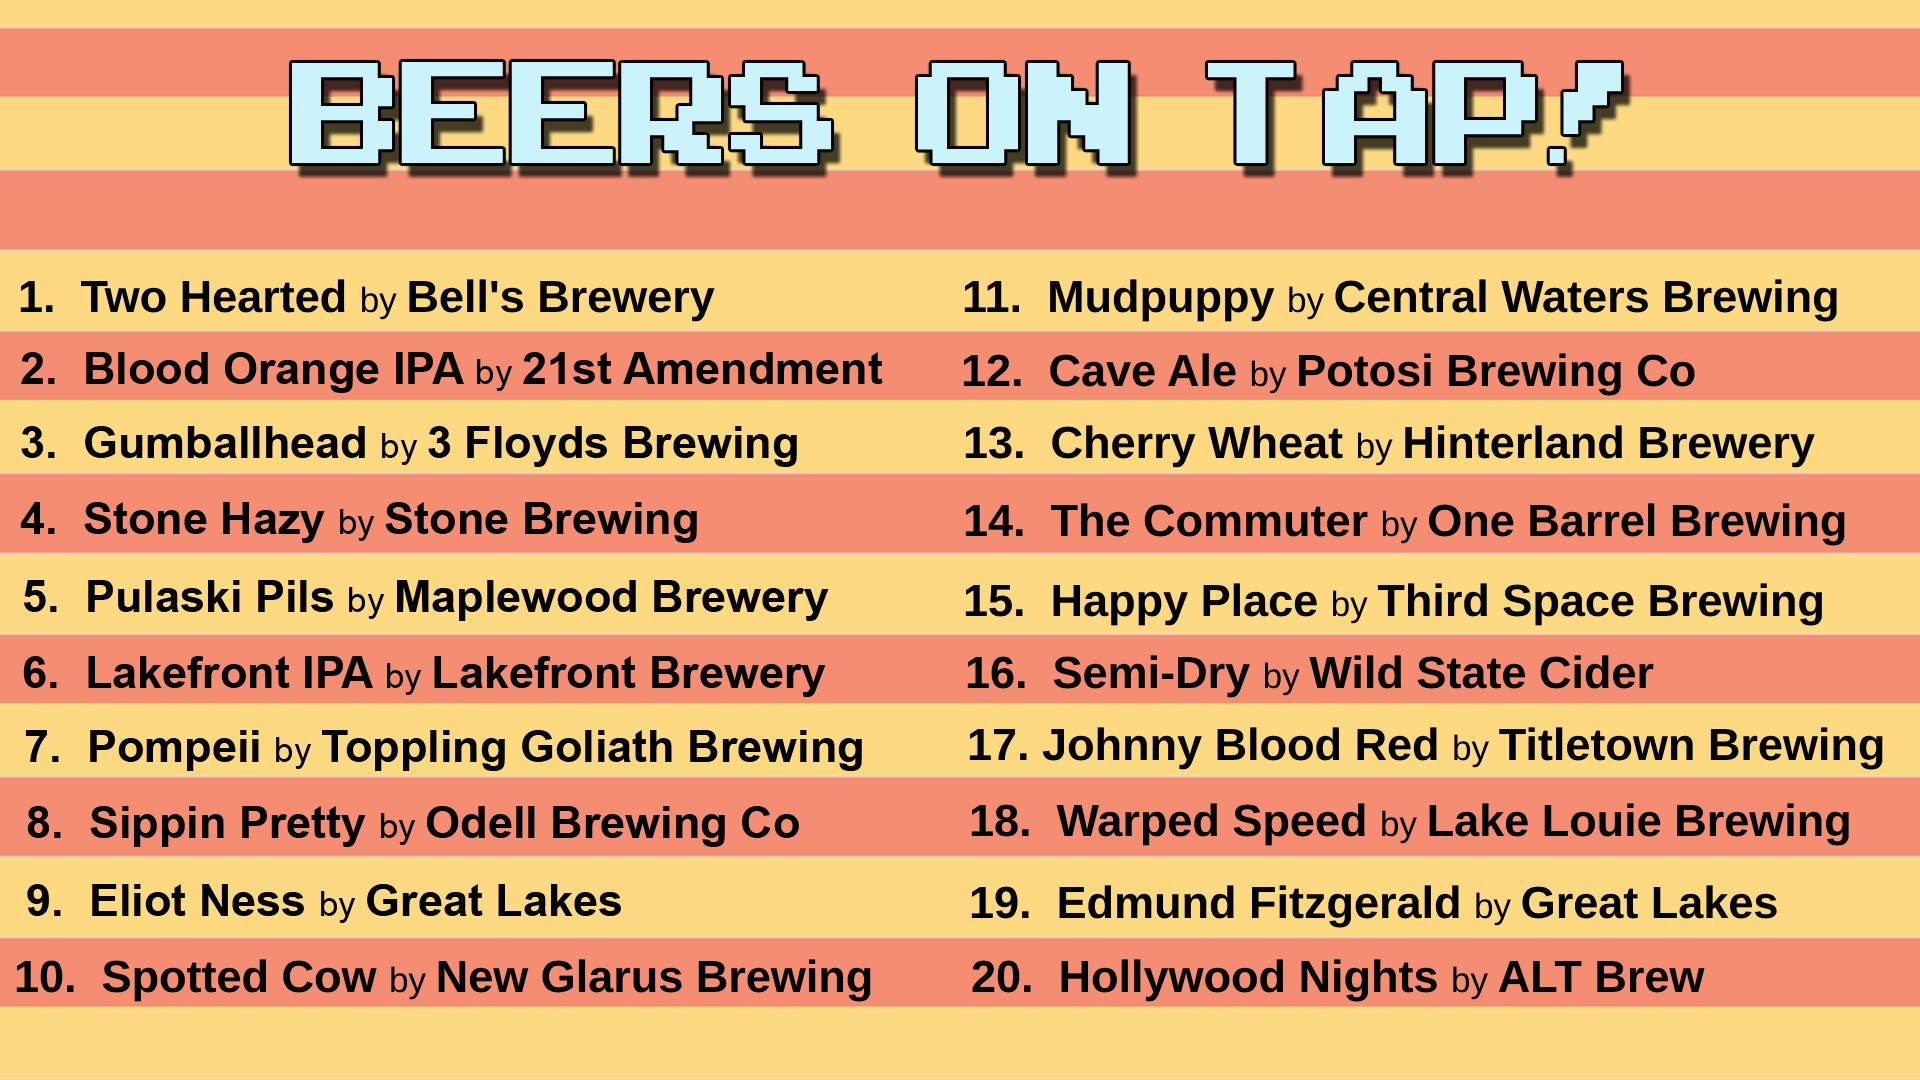 BEERS ON TAP!
1. Two Hearted by Bell's Brewery
2. Blood Orange IPA by 21st Amendment
3. Gumballhead by 3 Floyds Brewing
4. Stone Hazy by Stone Brewing
5. Pulaski Pils by Maplewood Brewery
6. Lakefront IPA by Lakefront Brewery
7. Pompeii by Toppling Goliath Brewing
8. Sippin Pretty by Odell Brewing Co
9. Eliot Ness by Great Lakes
10. Spotted Cow by New Glarus Brewing
11. Mudpuppy by Central Waters Brewing
12. Cave Ale by Potosi Brewing Co
13. Cherry Wheat by Hinterland Brewery
14. The Commuter by One Barrel Brewing
15. Happy Place by Third Space Brewing
16. Semi-Dry by Wild State Cider
17. Johnny Blood Red by Titletown Brewing
18. Warped Speed by Lake Louie Brewing
19. Edmund Fitzgerald by Great Lakes
20. Hollywood Nights by ALT Brew